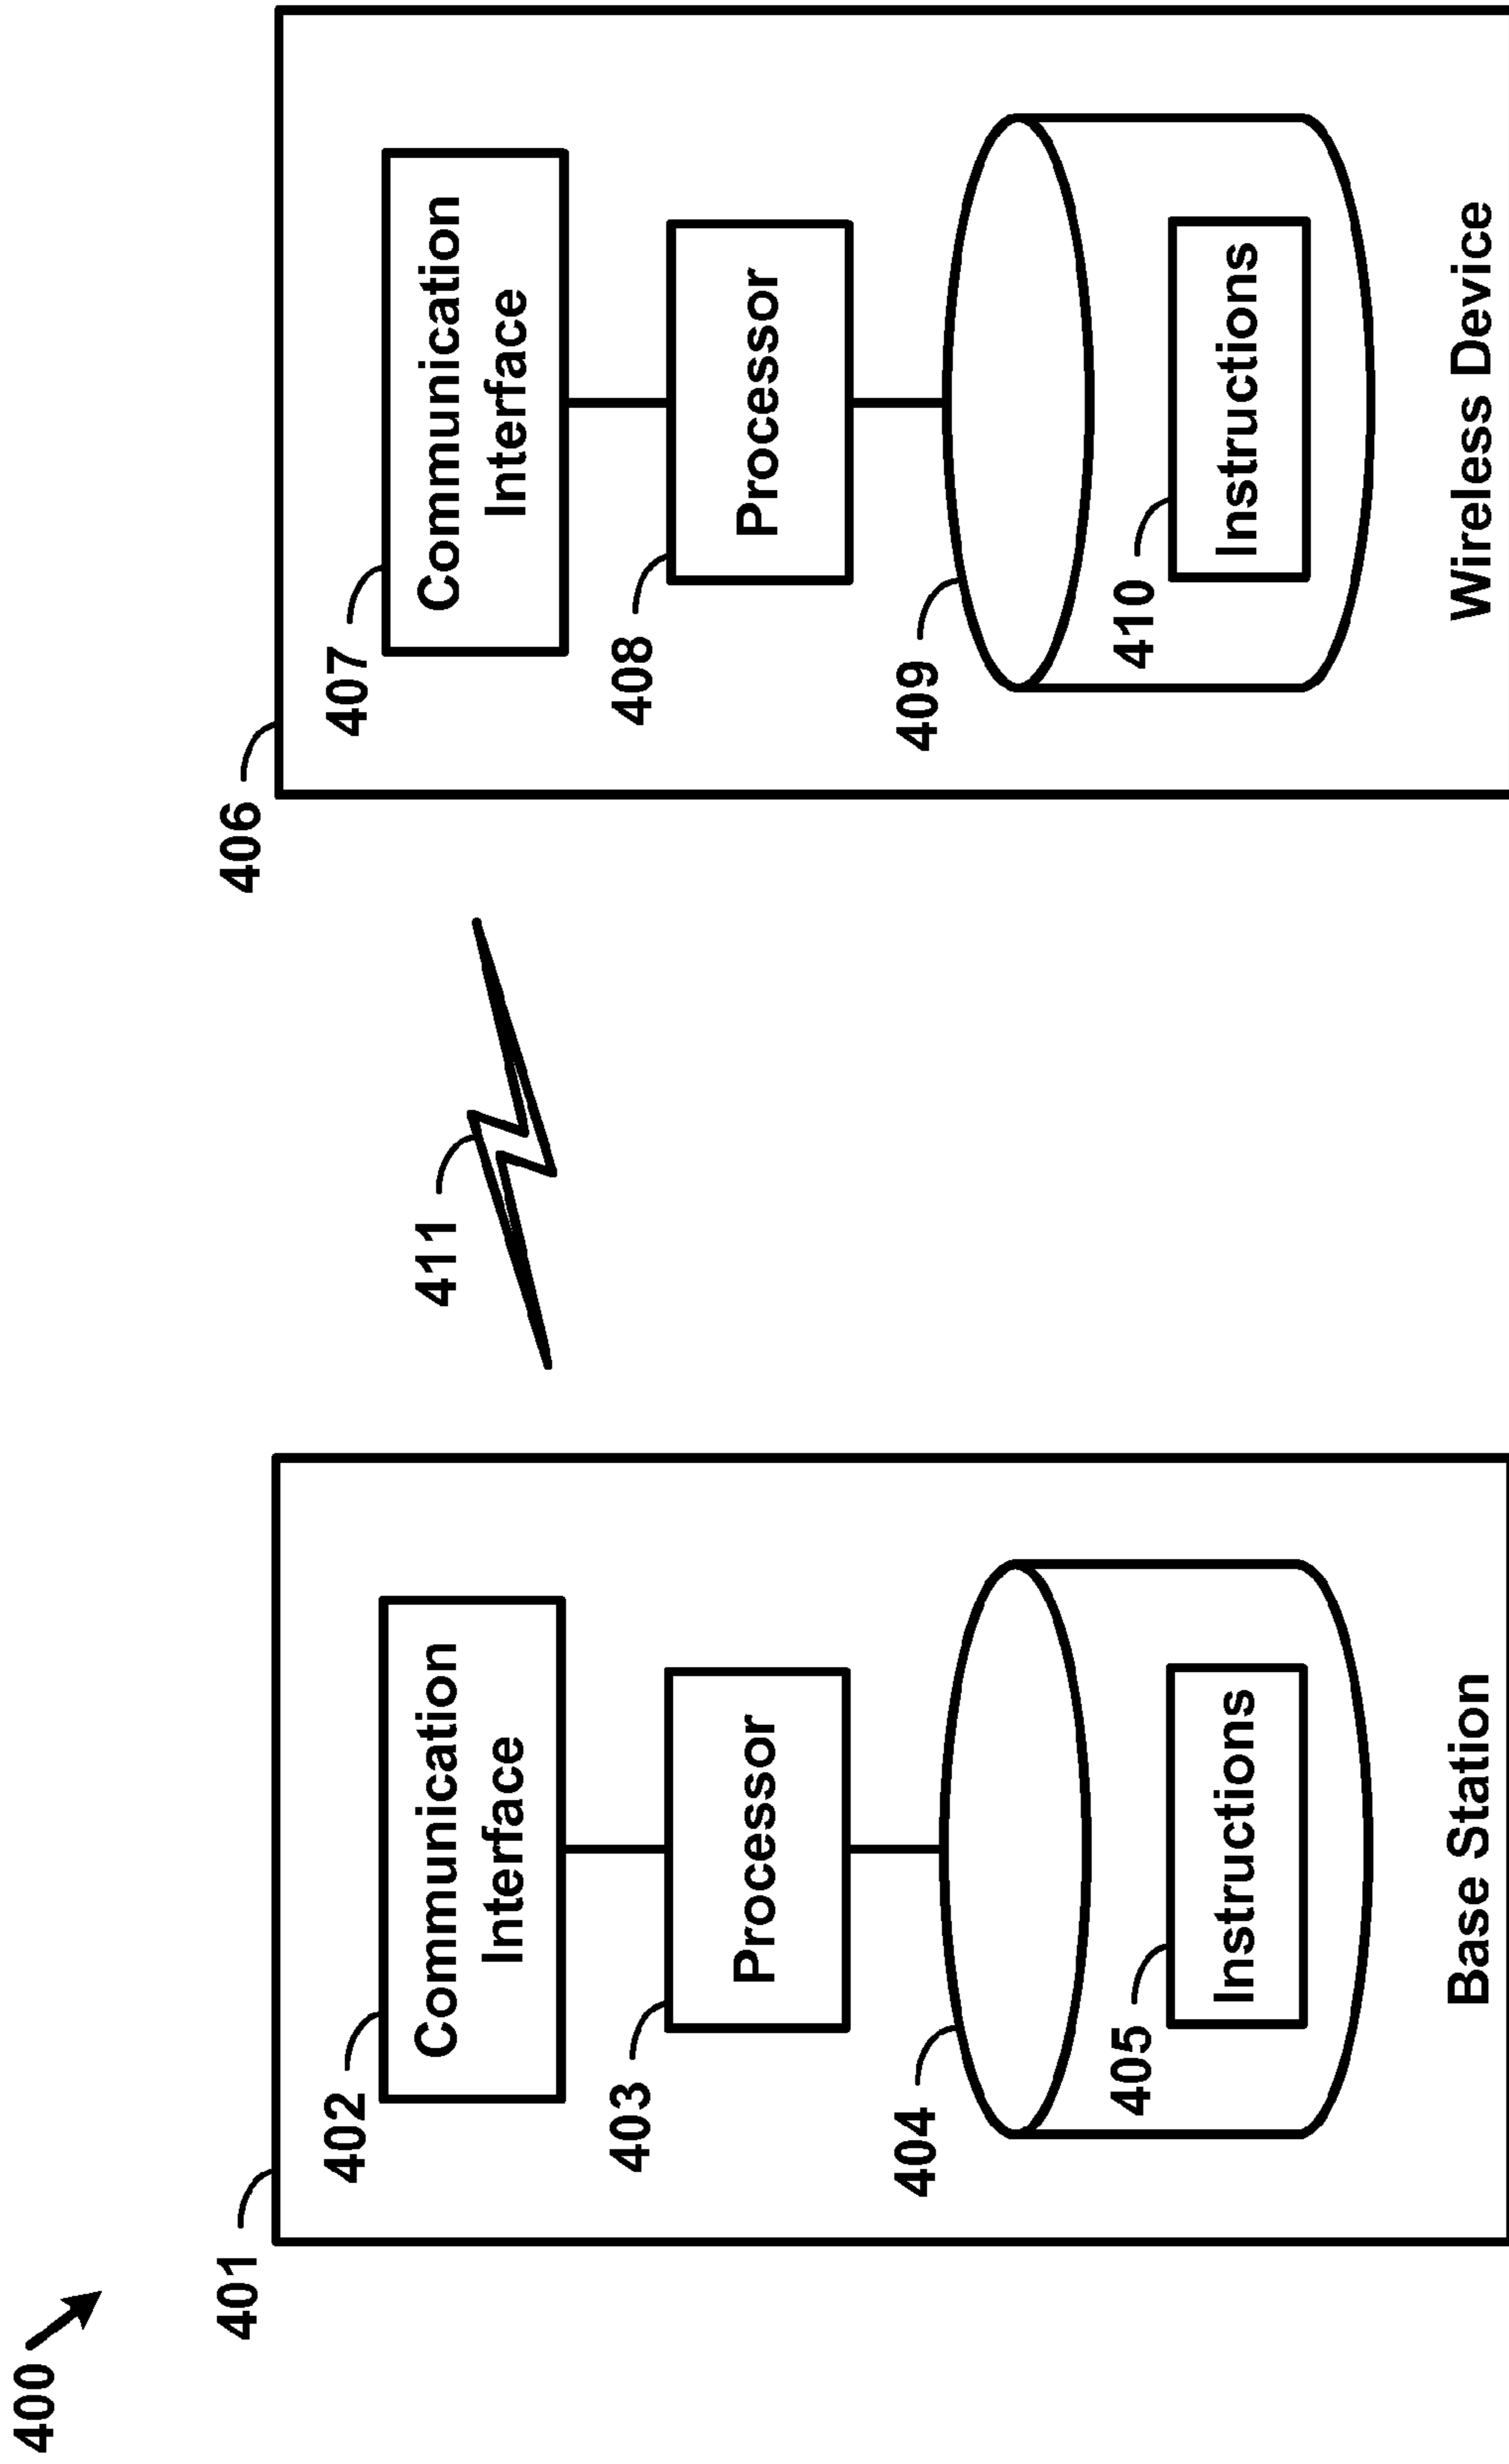 400
401
402
Communication
Interface
403
Processor
404
405
Instructions
Base Station
411
406
407
Communication
Interface
408
Processor
409
410
Instructions
Wireless Device